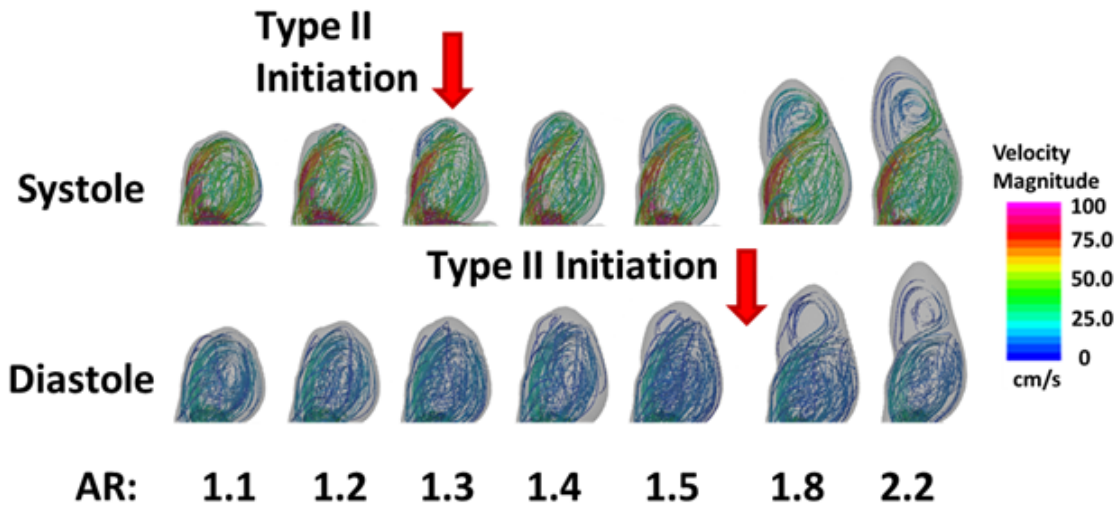 Type II
Initiation
Systole
Velocity
Magnitude
100
75.0
50.0
25.0
0
cm/s
Type II Initiation
Diastole
AR: 1.1 1.2 1.3 1.4 1.5 1.8 2.2